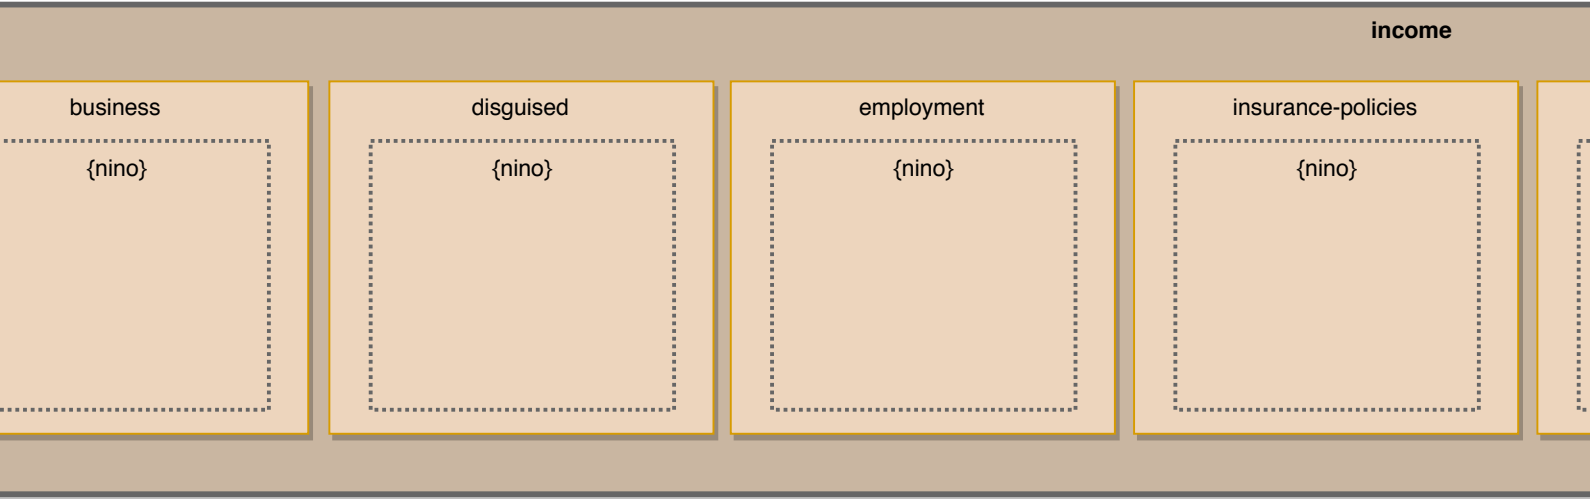 income
business
disguised
employment
insurance-policies
{nino}
{nino}
{nino}
{nino}